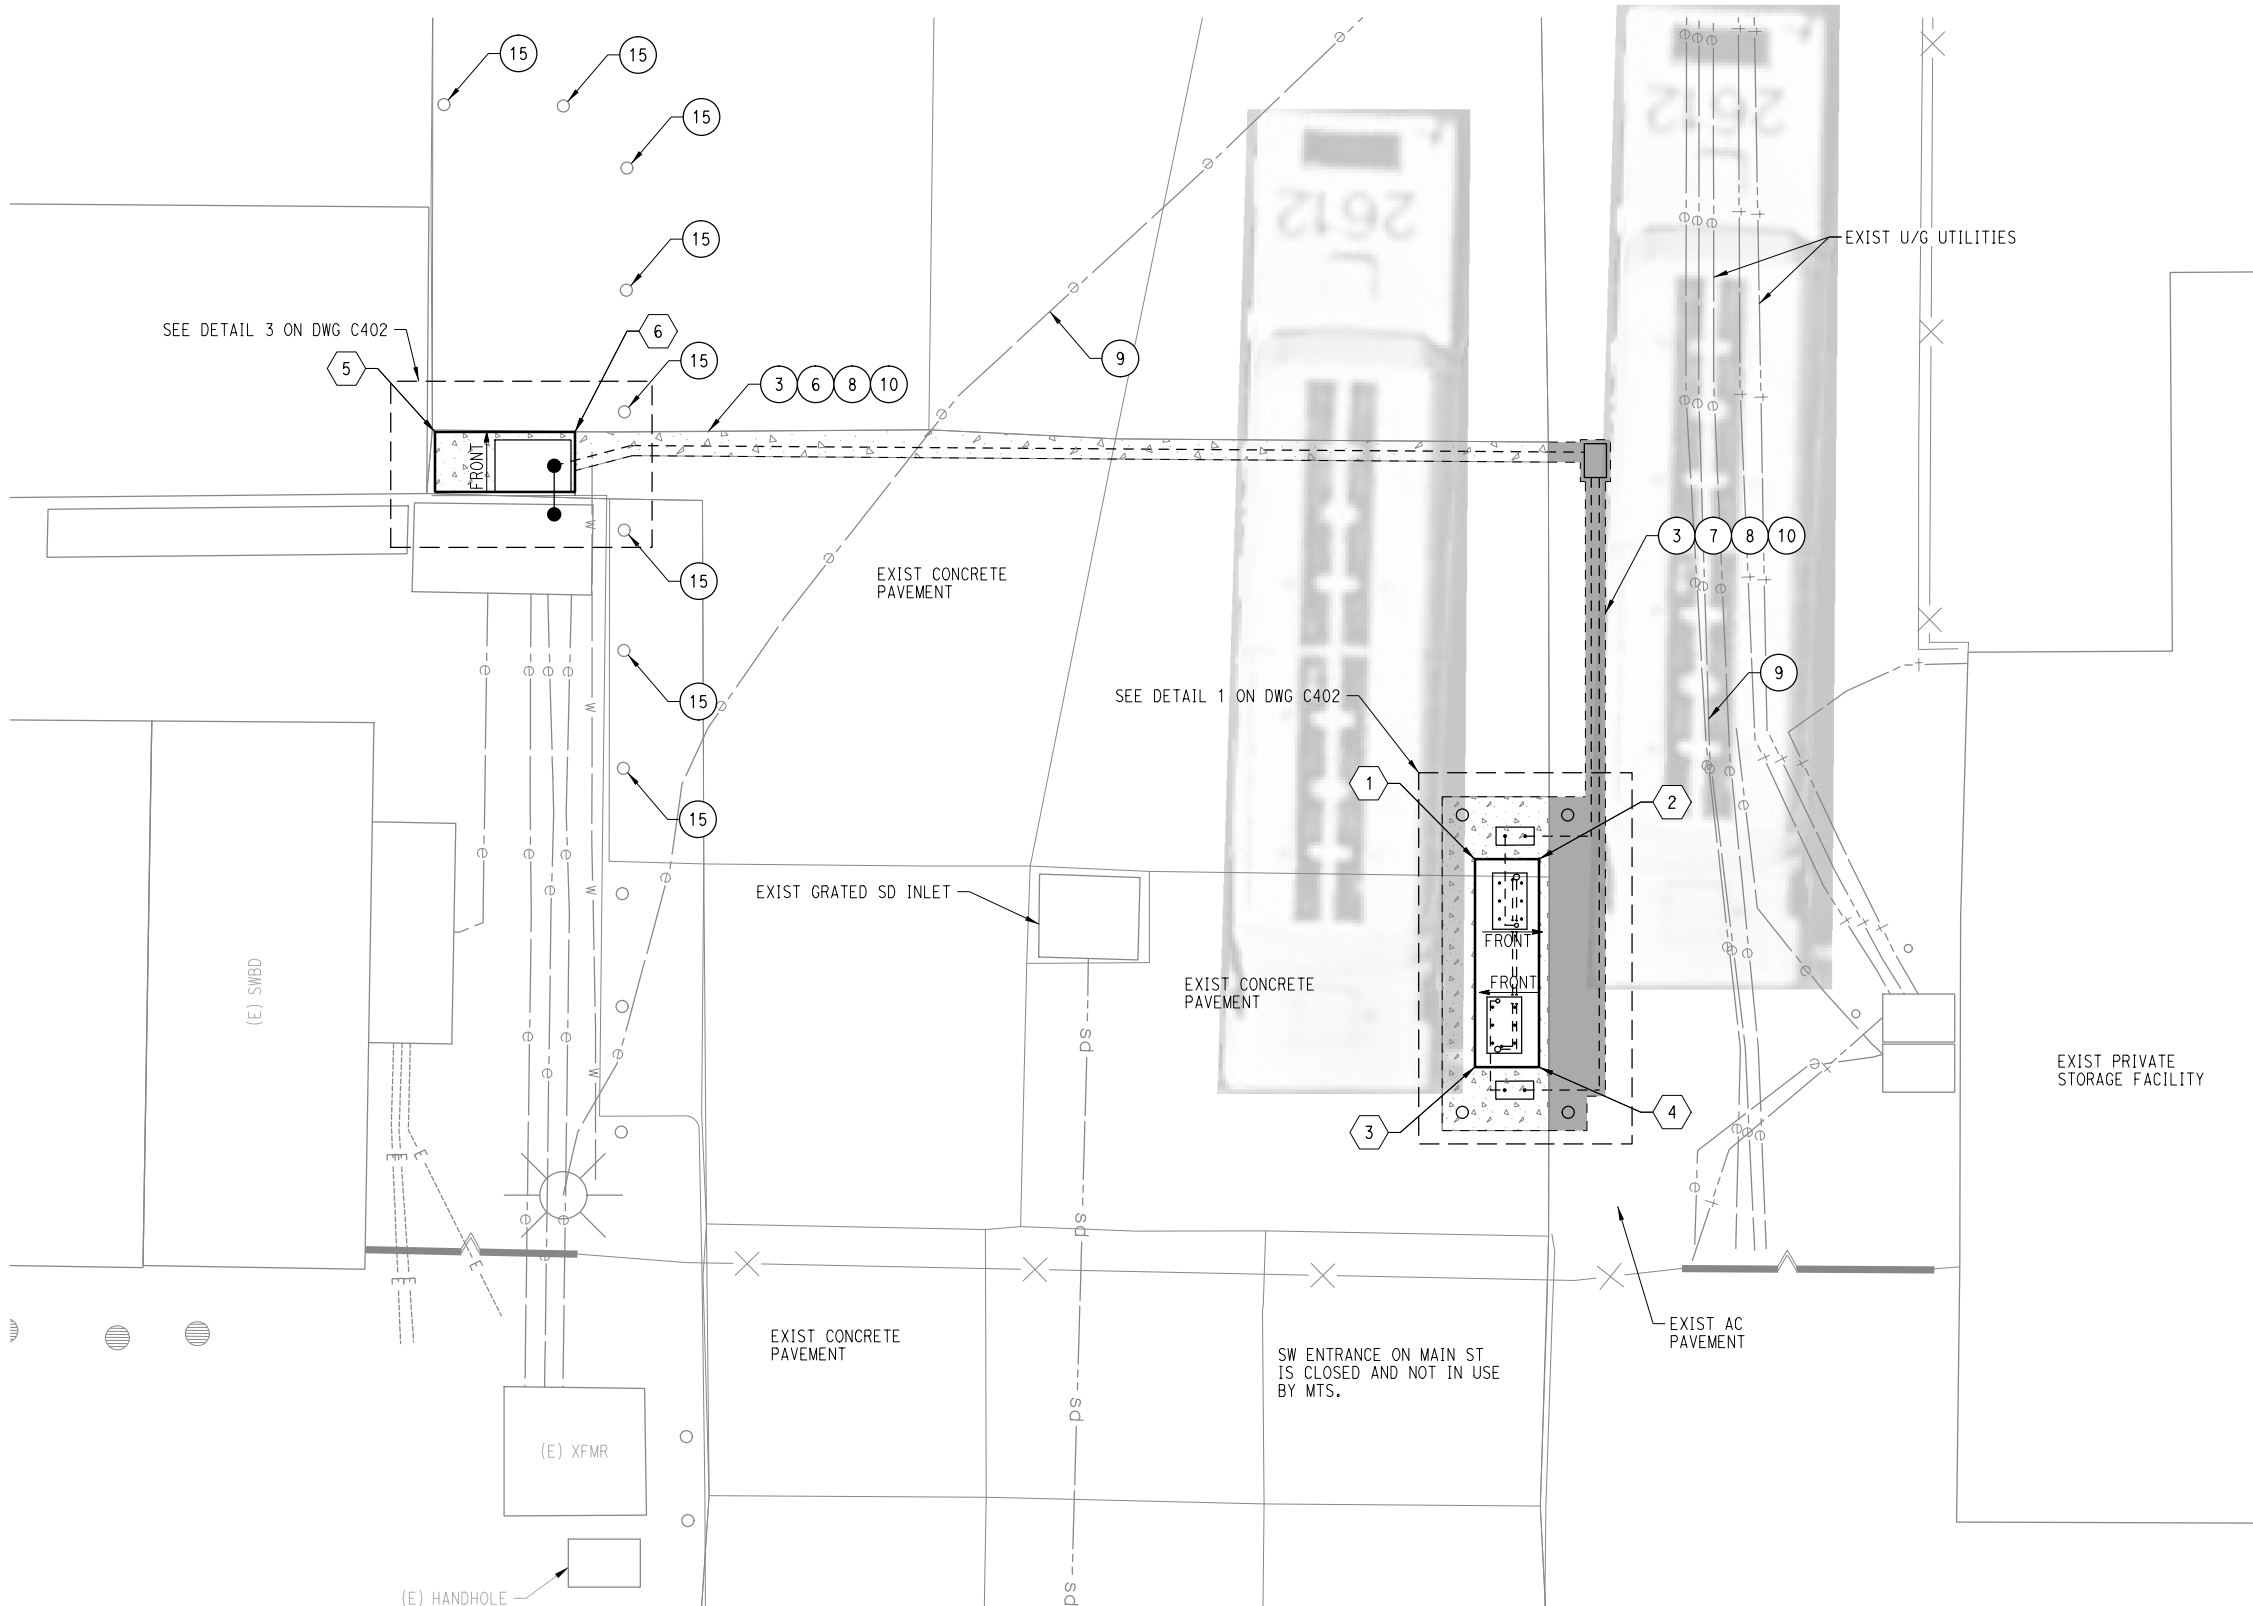 15
15
15
15
2612
2612
EXIST U/G UTILITIES
SEE DETAIL 3 ON DWG C402
6
5
15
9
3 6 8 10
FRONT
3 7 8 10
15
EXIST CONCRETE
PAVEMENT
15
9
SEE DETAIL 1 ON DWG C402
1
2
15
EXIST GRATED SD INLET
FRONT
FRONT
(E) SWBD
EXIST CONCRETE
PAVEMENT
EXIST PRIVATE
STORAGE FACILITY
sd
3
4
sd
EXIST CONCRETE
PAVEMENT
EXIST AC
PAVEMENT
SW ENTRANCE ON MAIN ST
IS CLOSED AND NOT IN USE
BY MTS.
sd
(E) XFMR
sd
(E) HANDHOLE